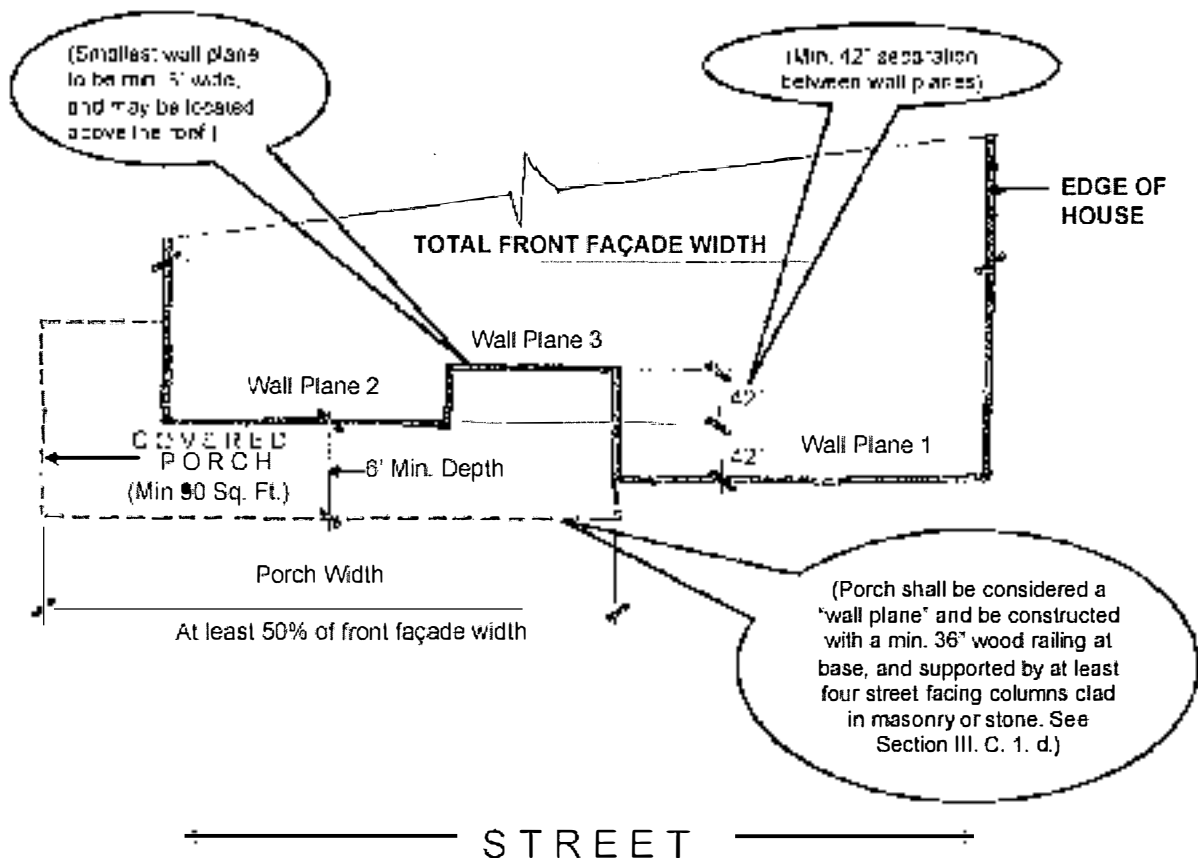 (Smallest wall plane
to be min. wide,
and may be located
above the roof.)
(Min. 42" separation
between wall planes)
EDGE OF
HOUSE
TOTAL FRONT FAÇADE WIDTH
Wall Plane 3
Wall Plane 2
42"
42"
Wall Plane 1
COVERED
PORCH
(Min 90 Sq. Ft.)
6' Min. Depth
Porch Width
At least 50% of front façade width
(Porch shall be considered a
"wall plane" and be constructed
with a min. 36" wood railing at
base, and supported by at least
four street facing columns clad
in masonry or stone. See
Section III. C. 1. d.)
STREET